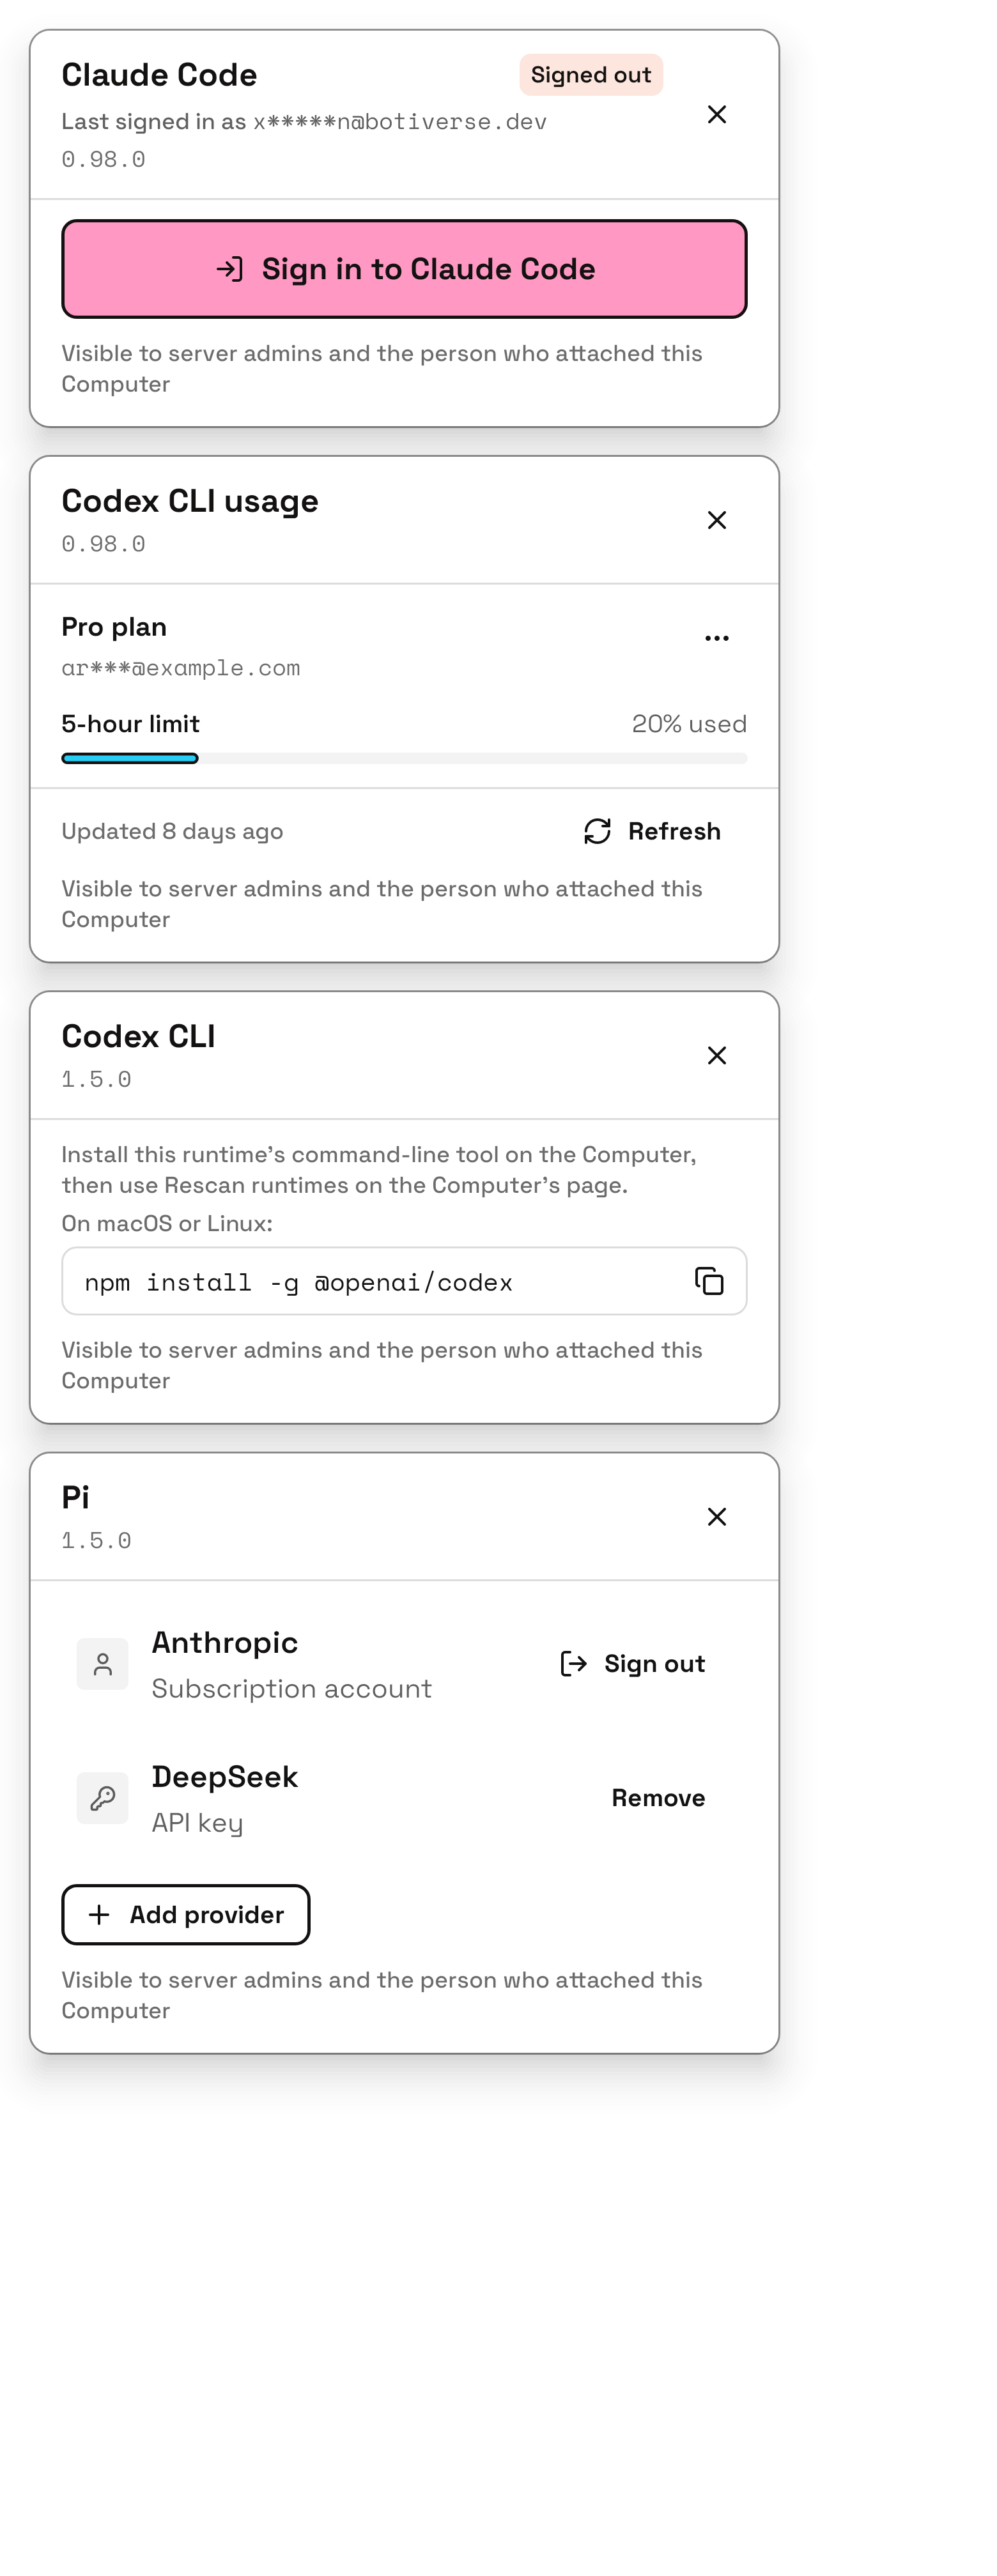 Claude Code
Signed out
Last signed in as x*****n@botiverse.dev
0.98.0
Sign in to Claude Code
Visible to server admins and the person who attached this
Computer
Codex CLI usage
0.98.0
Pro plan
ar***@example.com
5-hour limit
20% used
Updated 8 days ago
Refresh
Visible to server admins and the person who attached this
Computer
Codex CLI
1.5.0
Install this runtime’s command-line tool on the Computer,
then use Rescan runtimes on the Computer’s page.
On macOS or Linux:
npm install -g @openai/codex
Visible to server admins and the person who attached this
Computer
Pi
1.5.0
Anthropic
Subscription account
Sign out
DeepSeek
API key
Remove
Add provider
Visible to server admins and the person who attached this
Computer